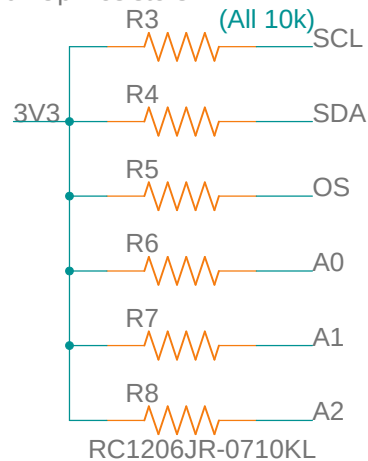 R3
(All 10k)
SCL
R4
3V3
SDA
R5
OS
R6
A0
R7
A1
R8
A2
RC1206JR-0710KL